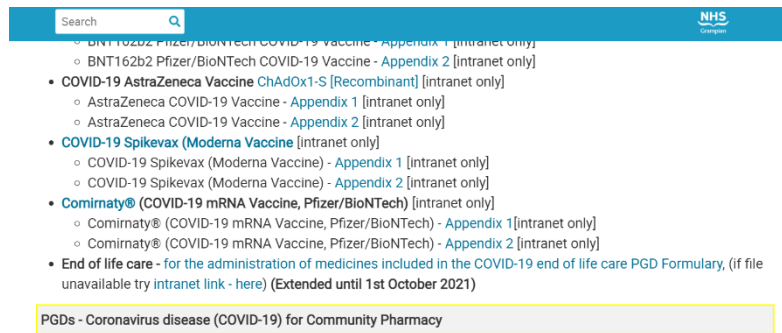 Search
NHS
Grampian
BNT162b2 Pfizer/BioNTech COVID-19 Vaccine - Appendix 1 [intranet only]
BNT162b2 Pfizer/BioNTech COVID-19 Vaccine - Appendix 2 [intranet only]
COVID-19 AstraZeneca Vaccine ChAdOx1-S [Recombinant] [intranet only]
AstraZeneca COVID-19 Vaccine - Appendix 1 [intranet only]
AstraZeneca COVID-19 Vaccine - Appendix 2 [intranet only]
COVID-19 Spikevax (Moderna Vaccine [intranet only]
COVID-19 Spikevax (Moderna Vaccine) - Appendix 1 [intranet only]
COVID-19 Spikevax (Moderna Vaccine) - Appendix 2 [intranet only]
Comirnaty® (COVID-19 mRNA Vaccine, Pfizer/BioNTech) [intranet only]
Comirnaty® (COVID-19 mRNA Vaccine, Pfizer/BioNTech) - Appendix 1[intranet only]
Comirnaty® (COVID-19 mRNA Vaccine, Pfizer/BioNTech) - Appendix 2 [intranet only]
End of life care - for the administration of medicines included in the COVID-19 end of life care PGD Formulary, (if file
unavailable try intranet link - here) (Extended until 1st October 2021)
PGDs - Coronavirus disease (COVID-19) for Community Pharmacy